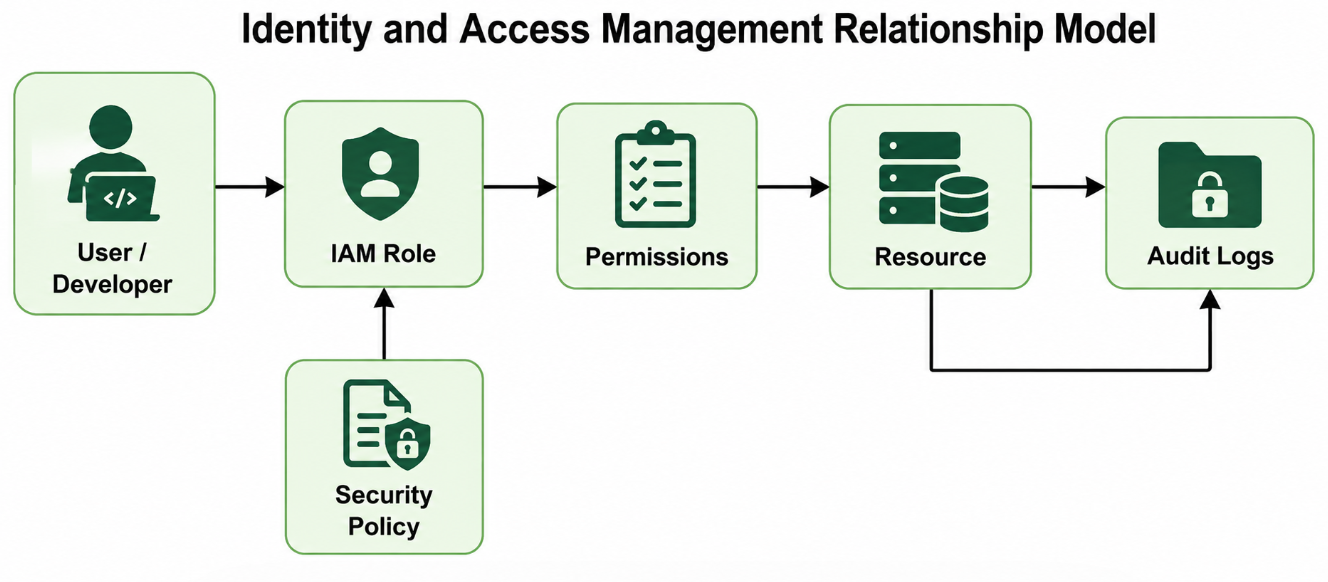 Identity and Access Management Relationship Model
User /
Developer
</>
IAM Role
Permissions
Resource
Audit Logs
Security
Policy